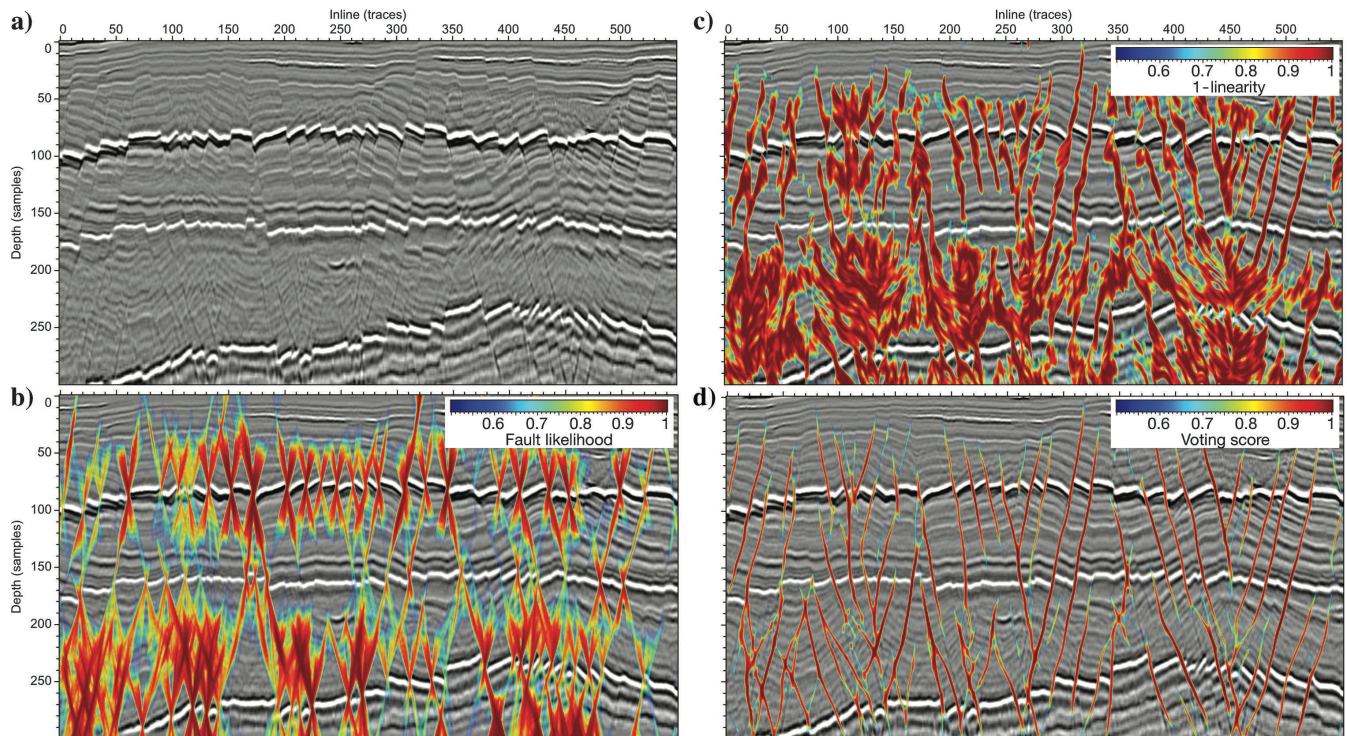 a)
Inline (traces)
0 50 100 150 200 250 300 350 400 450 500
0
50
100
150
200
250
Depth (samples)
c)
Inline (traces)
0 50 100 150 200 250 300 350 400 450 500
0.6 0.7 0.8 0.9 1
1-linearity
b)
0
50
100
150
200
250
Depth (samples)
0.6 0.7 0.8 0.9 1
Fault likelihood
d)
0.6 0.7 0.8 0.9 1
Voting score